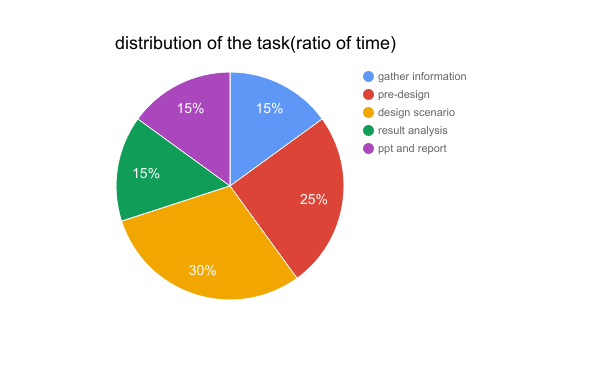 distribution of the task(ratio of time)
gather information
pre-design
design scenario
result analysis
ppt and report
15%
15%
25%
15%
30%